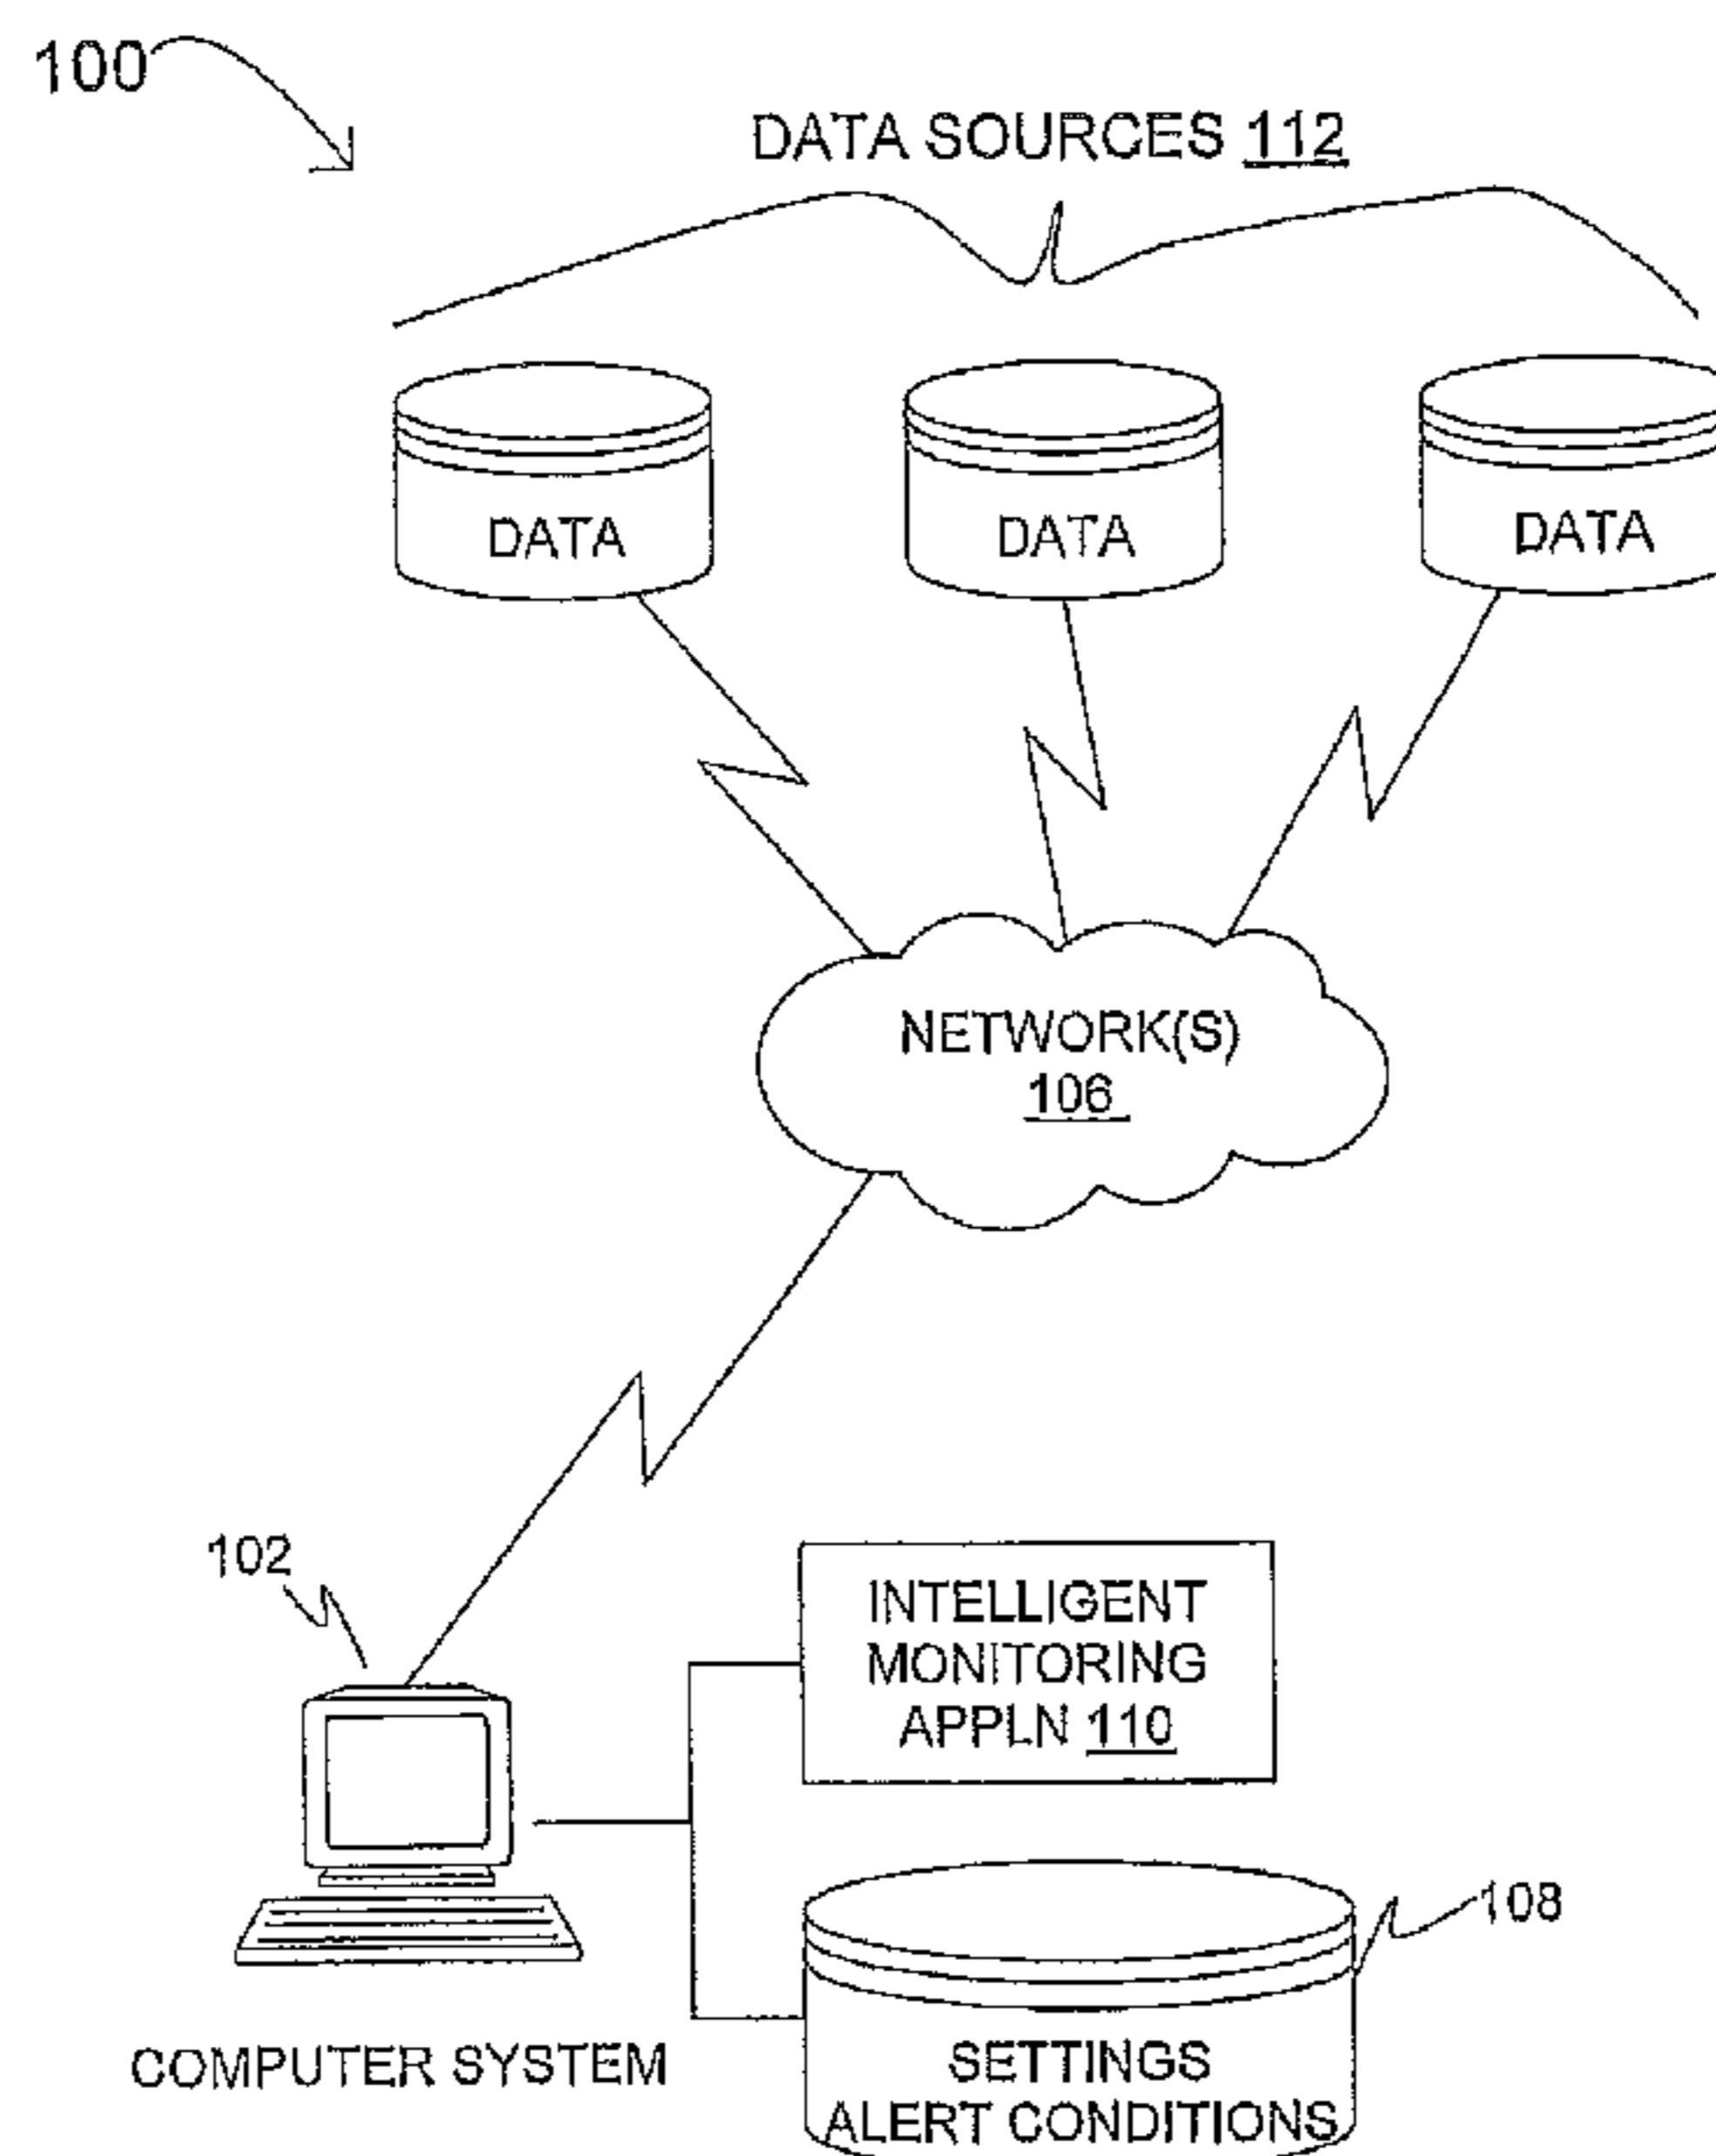 100
DATA SOURCES 112
DATA
DATA
DATA
NETWORK(S)
106
102
INTELLIGENT
MONITORING
APPLN 110
108
COMPUTER SYSTEM
SETTINGS
ALERT CONDITIONS